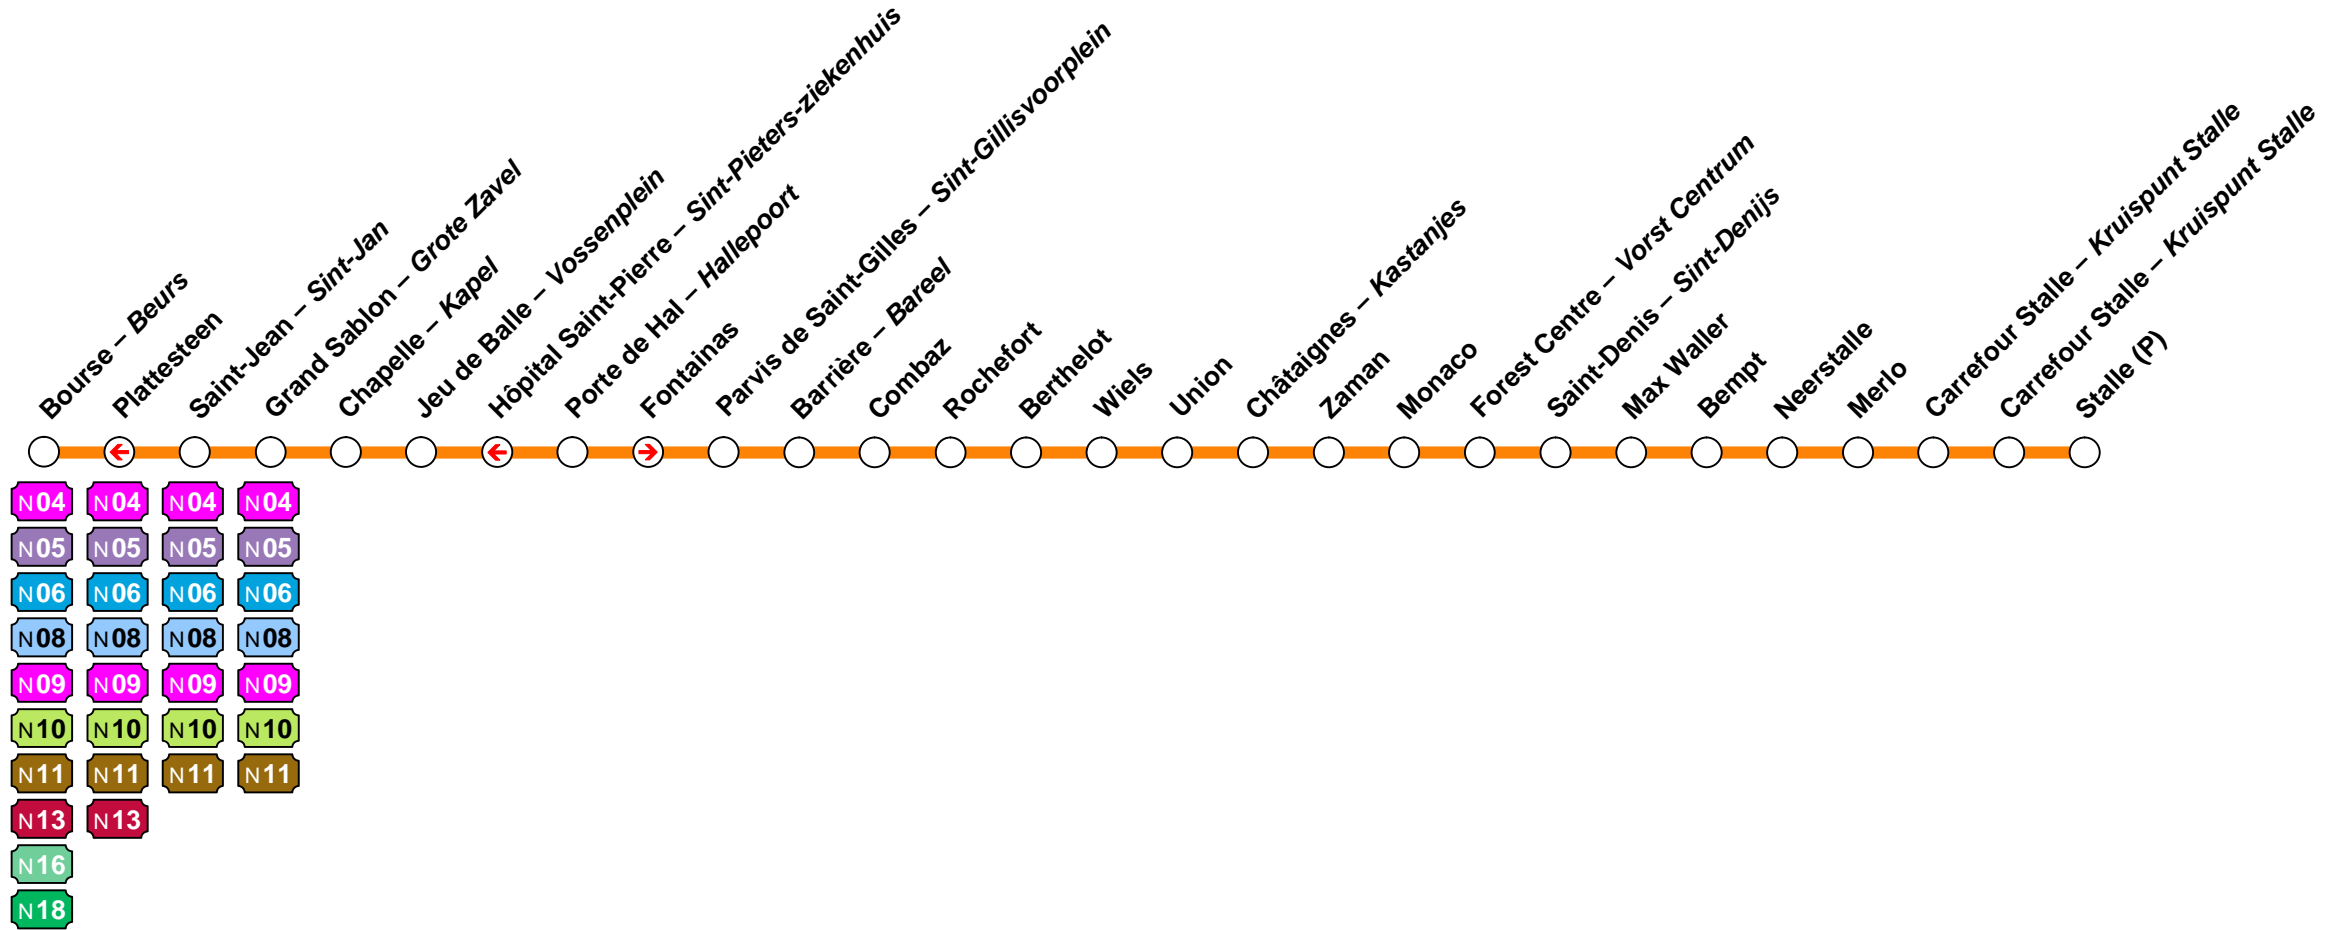 Bourse – Beurs
Plattesteen
Saint-Jean – Sint-Jan
Grand Sablon – Grote Zavel
Chapelle – Kapel
Jeu de Balle – Vossenplein
Hôpital Saint-Pierre – Sint-Pieters-ziekenhuis
Porte de Hal – Hallepoort
Fontainas
Parvis de Saint-Gilles – Sint-Gillisvoorplein
Barrière – Bareel
Combaz
Rochefort
Berthelot
Wiels
Union
Châtaignes – Kastanjes
Zaman
Monaco
Forest Centre – Vorst Centrum
Saint-Denis – Sint-Denijs
Max Waller
Bempt
Neerstalle
Merlo
Carrefour Stalle – Kruispunt Stalle
Carrefour Stalle – Kruispunt Stalle
Stalle (P)
N04 N04 N04 N04
N05 N05 N05 N05
N06 N06 N06 N06
N08 N08 N08 N08
N09 N09 N09 N09
N10 N10 N10 N10
N11 N11 N11 N11
N13 N13
N16
N18